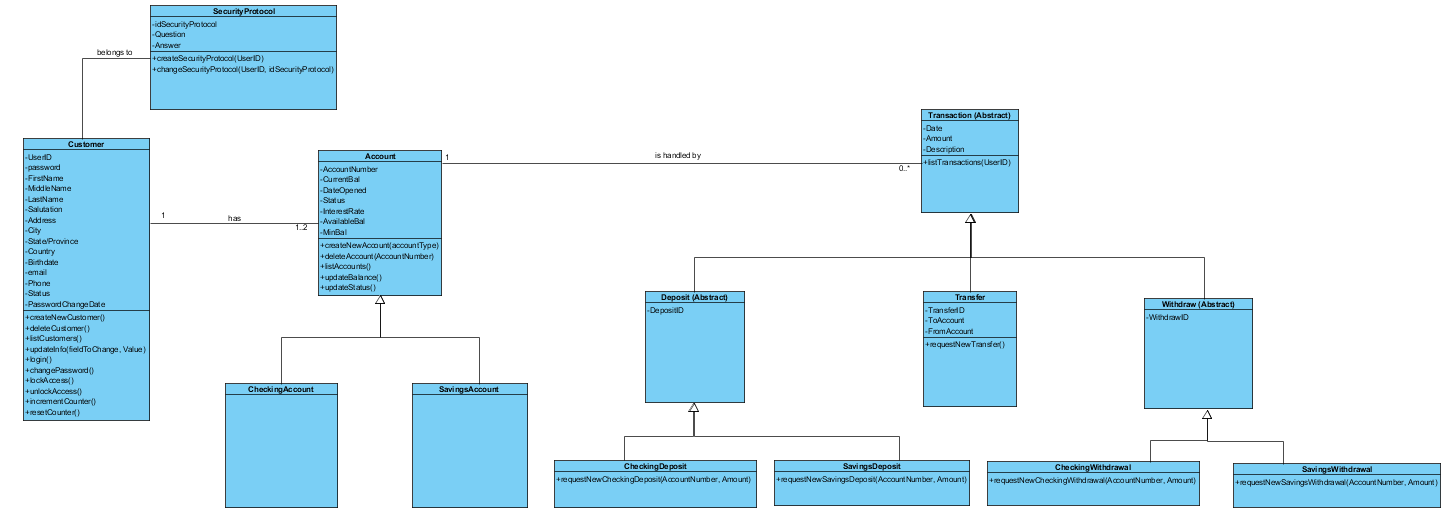 SecurityProtocol
-idSecurityProtocol
-Question
-Answer
+createSecurityProtocol(UserID)
+changeSecurityProtocol(UserID, idSecurityProtocol)
belongs to
Customer
-UserID
-password
-FirstName
-MiddleName
-LastName
-Salutation
-Address
-City
-State/Province
-Country
-Birthdate
-email
-Phone
-Status
-PasswordChangeDate
+createNewCustomer()
+deleteCustomer()
+listCustomers()
+updateInfo(fieldToChange, Value)
+login()
+changePassword()
+lockAccess()
+unlockAccess()
+incrementCounter()
+resetCounter()
1
has
1..2
Account
-AccountNumber
-CurrentBal
-DateOpened
-Status
-InterestRate
-AvailableBal
-MinBal
+createNewAccount(accountType)
+deleteAccount(AccountNumber)
+listAccounts()
+updateBalance()
+updateStatus()
1
is handled by
0..*
Transaction (Abstract)
-Date
-Amount
-Description
+listTransactions(UserID)
CheckingAccount
SavingsAccount
Deposit (Abstract)
-DepositID
Transfer
-TransferID
-ToAccount
-FromAccount
+requestNewTransfer()
Withdraw (Abstract)
-WithdrawID
CheckingDeposit
+requestNewCheckingDeposit(AccountNumber, Amount)
SavingsDeposit
+requestNewSavingsDeposit(AccountNumber, Amount)
CheckingWithdrawal
+requestNewCheckingWithdrawal(AccountNumber, Amount)
SavingsWithdrawal
+requestNewSavingsWithdrawal(AccountNumber, Amount)